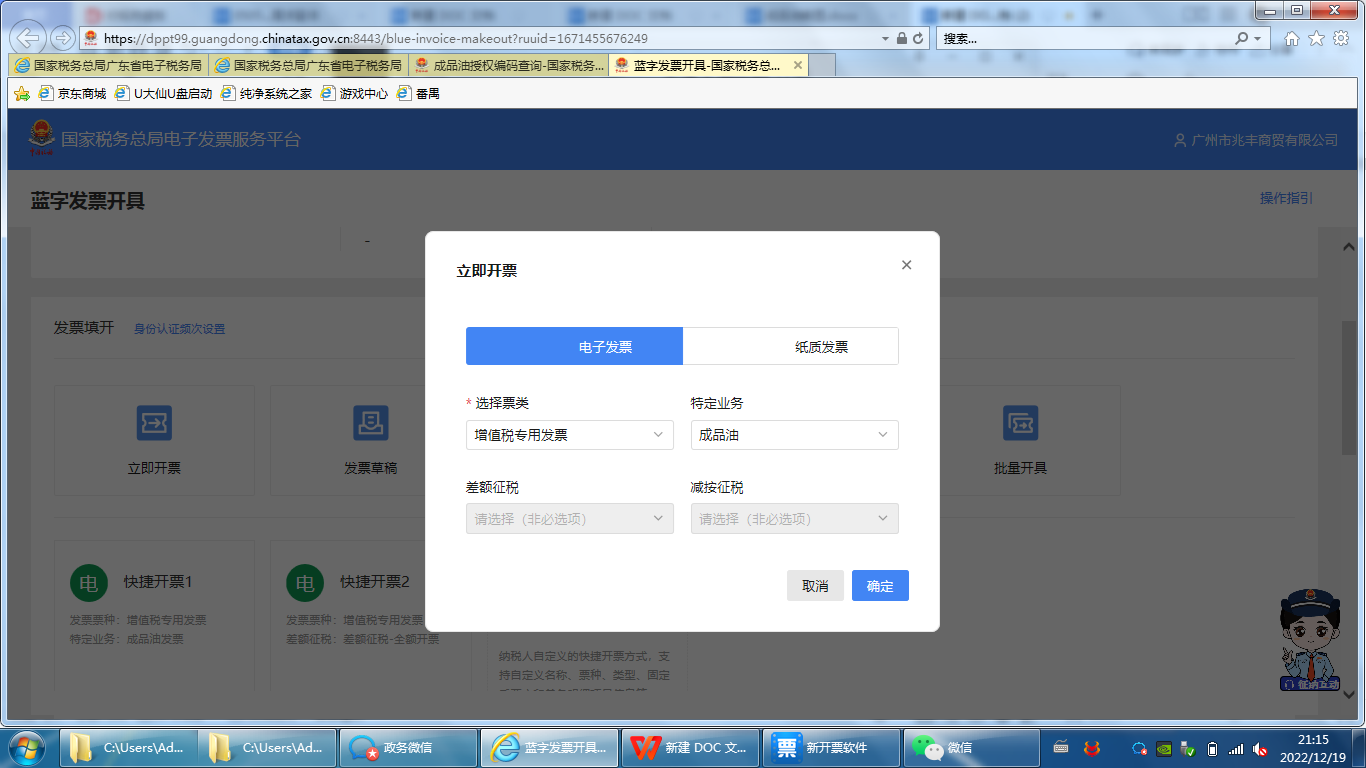 https://dppt99.guangdong.chinatax.gov.cn:8443/blue-invoice-makeout?ruuid=1671455676249
搜索...
国家税务总局广东省电子税务局
国家税务总局广东省电子税务局
成品油授权编码查询-国家税务...
蓝字发票开具-国家税务总...
京东商城
U大仙U盘启动
纯净系统之家
游戏中心
番禺
国家税务总局电子发票服务平台
广州市兆丰商贸有限公司
蓝字发票开具
操作指引
-
立即开票
发票填开
身份认证频次设置
电子发票
纸质发票
* 选择票类
特定业务
增值税专用发票
成品油
立即开票
发票草稿
批量开具
差额征税
减按征税
请选择（非必选项）
请选择（非必选项）
取消
确定
电
快捷开票1
电
快捷开票2
发票票种：增值税专用发票
特定业务：成品油发票
发票票种：增值税专用发票
差额征税：差额征税-全额开票
纳税人自定义的快捷开票方式，支
持自定义名称、票种、类型、固定
征纳互动
C:\Users\Ad...
C:\Users\Ad...
政务微信
蓝字发票开具...
新建 DOC 文...
票
新开票软件
微信
21:15
2022/12/19